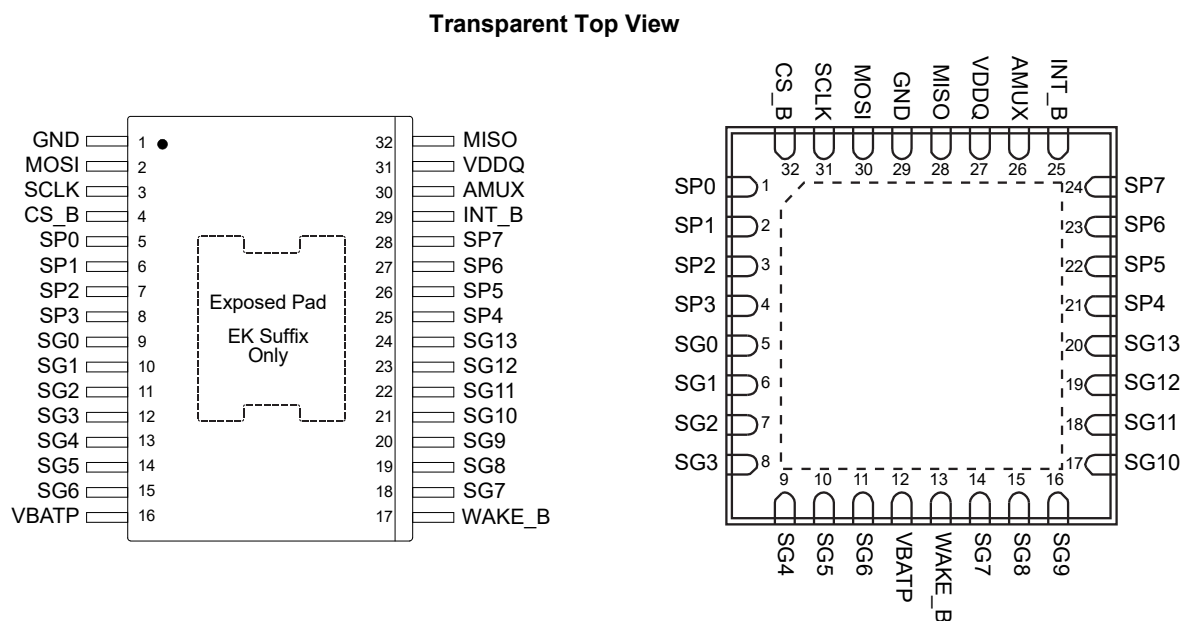 Transparent Top View
GND 1
MOSI 2
SCLK 3
CS_B 4
SP0 5
SP1 6
SP2 7
SP3 8
SG0 9
SG1 10
SG2 11
SG3 12
SG4 13
SG5 14
SG6 15
VBATP 16
32 MISO
31 VDDQ
30 AMUX
29 INT_B
28 SP7
27 SP6
26 SP5
25 SP4
24 SG13
23 SG12
22 SG11
21 SG10
20 SG9
19 SG8
18 SG7
17 WAKE_B
Exposed Pad
EK Suffix
Only
CS_B
SCLK
MOSI
GND
MISO
VDDQ
AMUX
INT_B
32 31 30 29 28 27 26 25
SP0 1
SP1 2
SP2 3
SP3 4
SG0 5
SG1 6
SG2 7
SG3 8
24 SP7
23 SP6
22 SP5
21 SP4
20 SG13
19 SG12
18 SG11
17 SG10
9 10 11 12 13 14 15 16
SG4
SG5
SG6
VBATP
WAKE_B
SG7
SG8
SG9